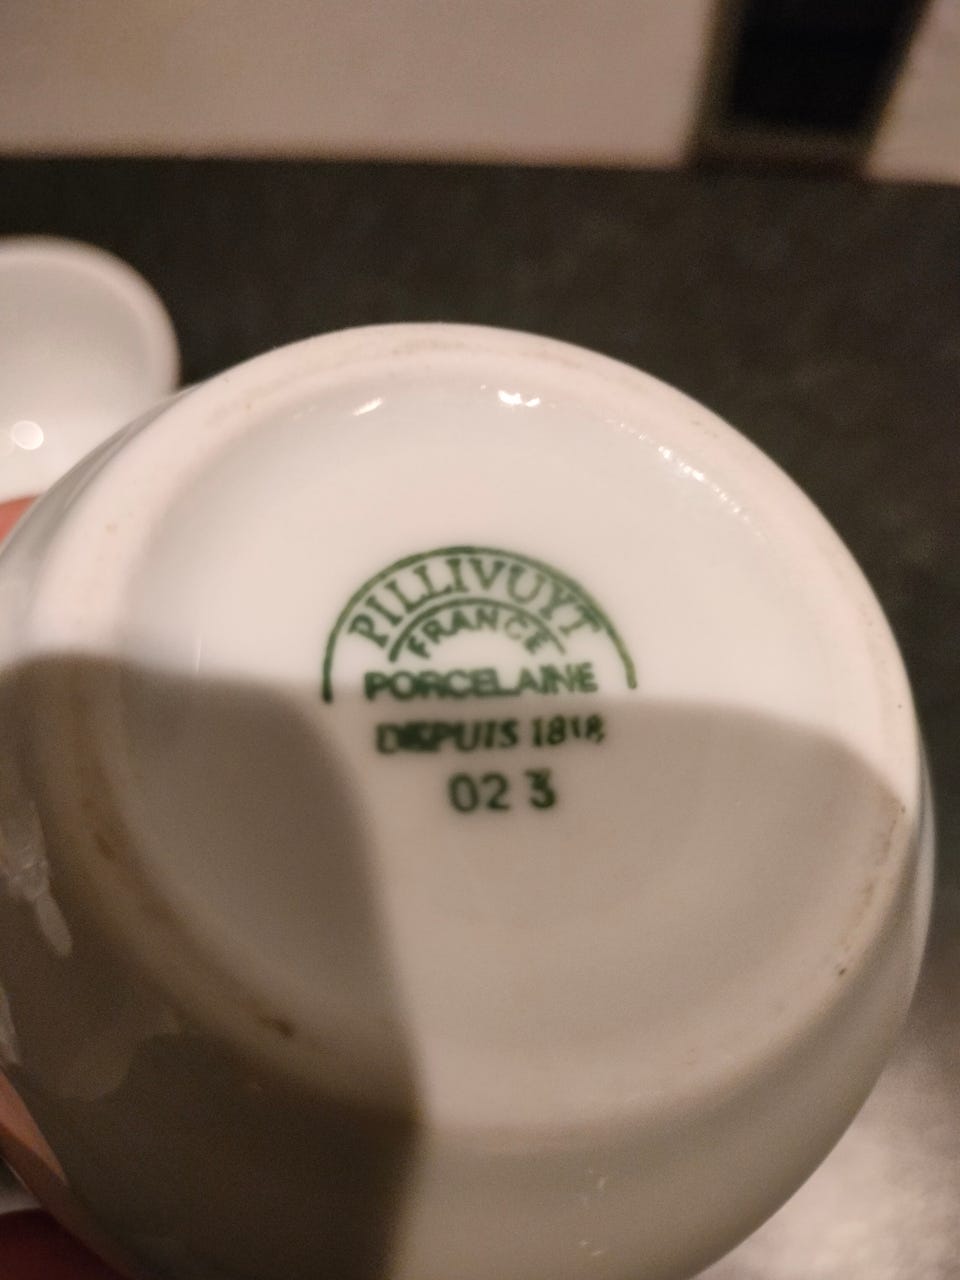 PILLIVUYT
FRANCE
PORCELAINE
DEPUIS 1818
02 3